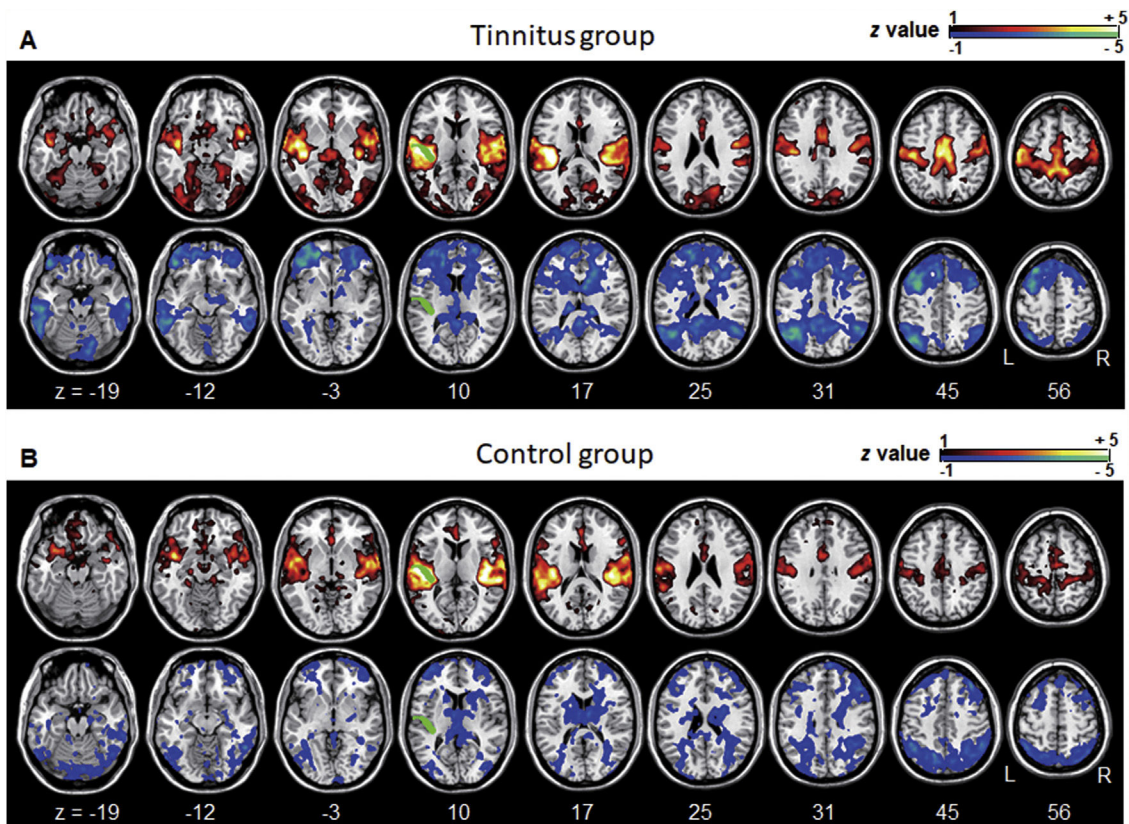 A
Tinnitus group
z value
1 + 5
-1 - 5
L R
z = -19 -12 -3 10 17 25 31 45 56
B
Control group
z value
1 + 5
-1 - 5
L R
z = -19 -12 -3 10 17 25 31 45 56